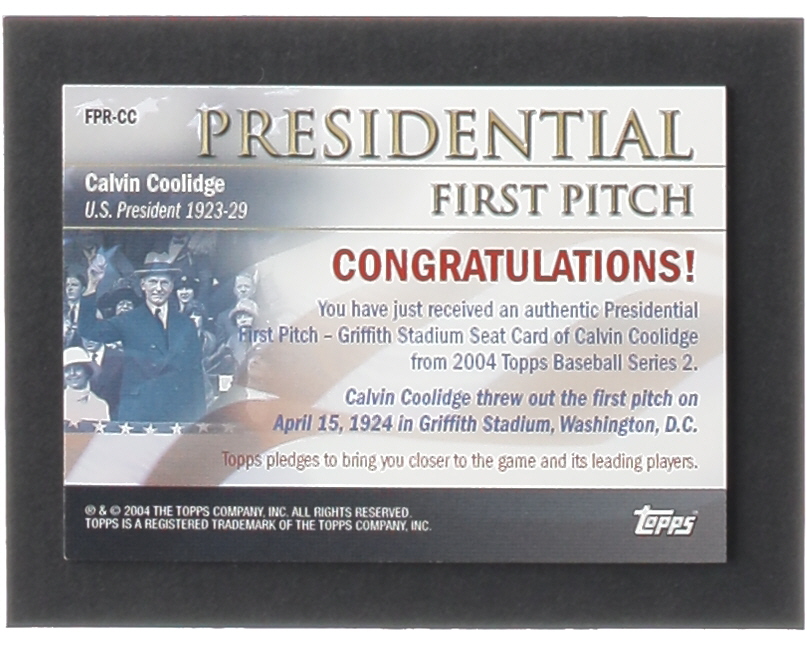 FPR-CC
PRESIDENTIAL
Calvin Coolidge
U.S. President 1923-29
FIRST PITCH
CONGRATULATIONS!
You have just received an authentic Presidential
First Pitch – Griffith Stadium Seat Card of Calvin Coolidge
from 2004 Topps Baseball Series 2.
Calvin Coolidge threw out the first pitch on
April 15, 1924 in Griffith Stadium, Washington, D.C.
Topps pledges to bring you closer to the game and its leading players.
® & © 2004 THE TOPPS COMPANY, INC. ALL RIGHTS RESERVED.
TOPPS IS A REGISTERED TRADEMARK OF THE TOPPS COMPANY, INC.
Topps